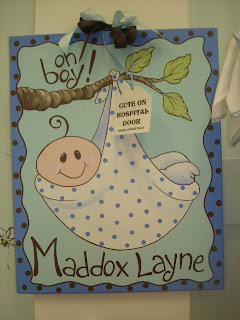 oh
boy!
CUTE ON
HOSPITAL
DOOR
Maddox Layne